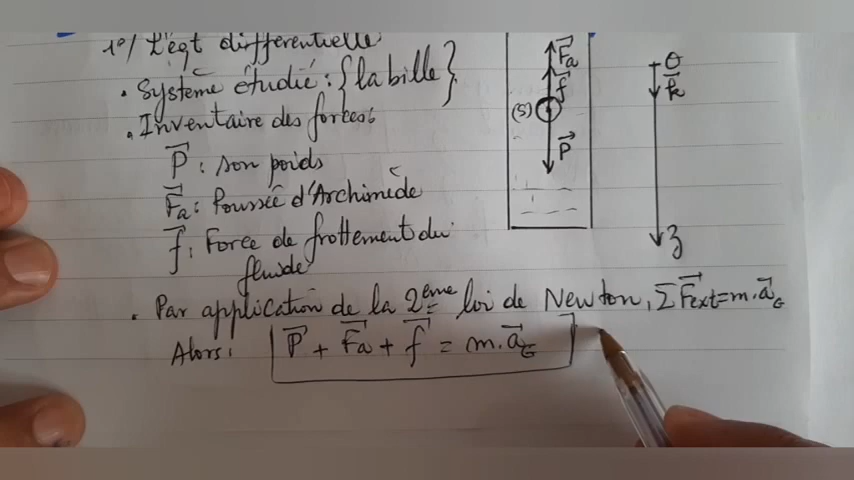 1°/ L'éqt differentielle
• Système étudié : {la bille}
• Inventaire des forces:
P : son poids
Fa : Poussée d'Archimède
f : Force de frottement du
fluide
• Par application de la 2ème loi de Newton, ΣFext = m.aG
Alors : P + Fa + f = m.aG
Fa
f
(S)
P
O
k
z